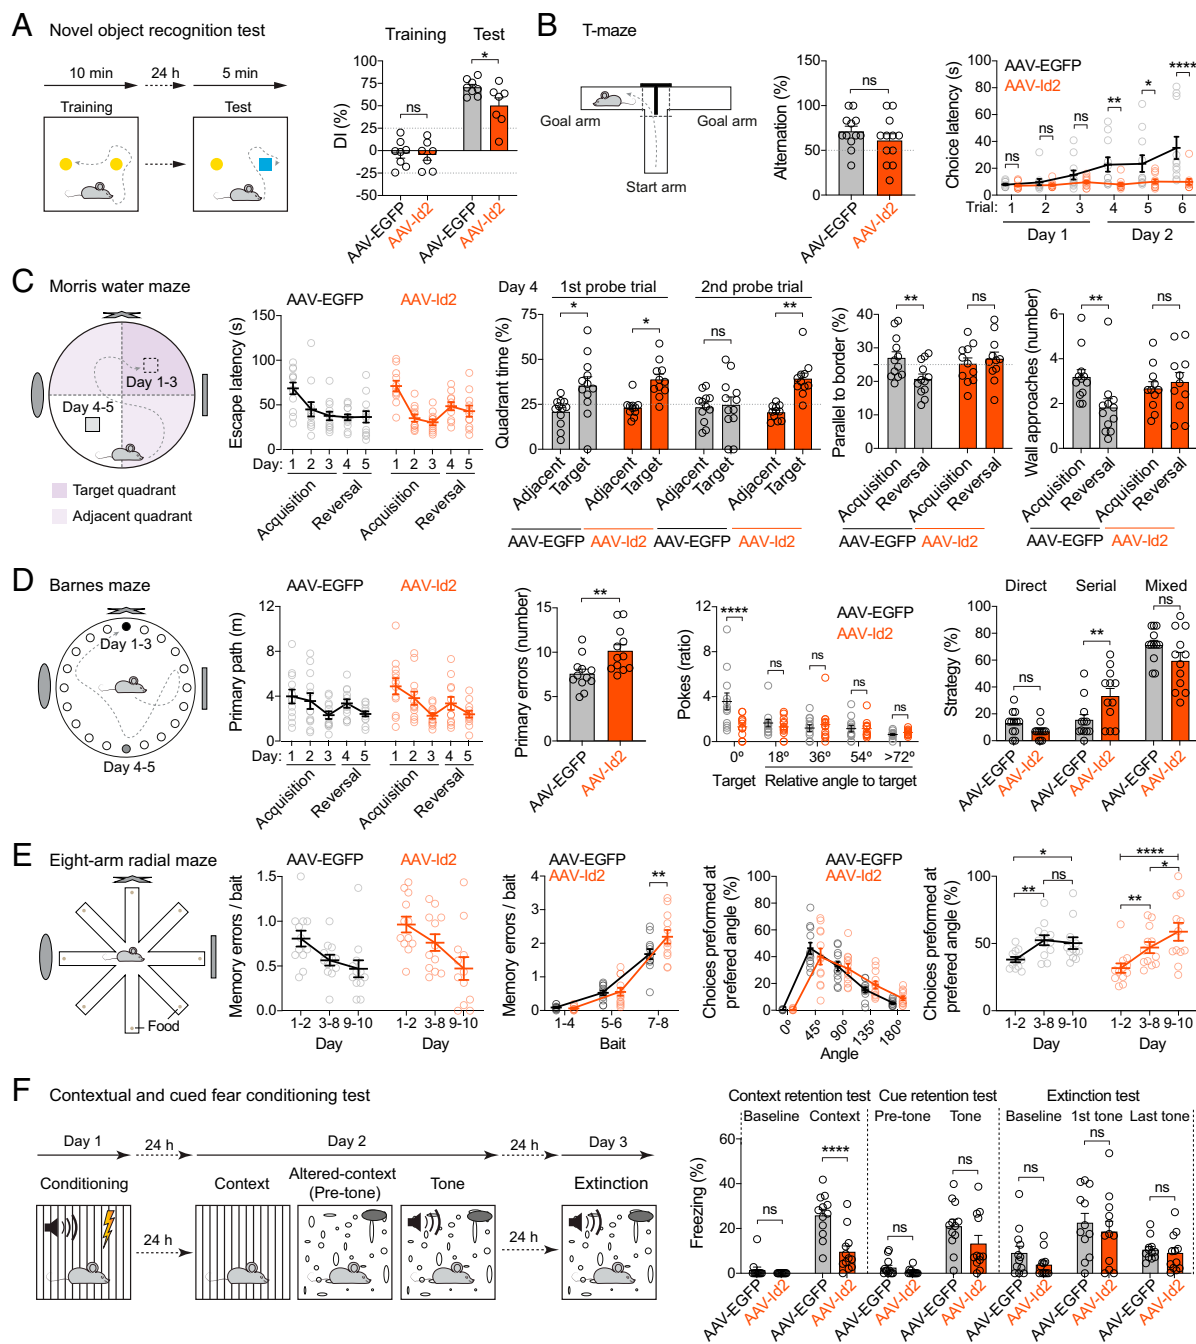 A Novel object recognition test
10 min
24 h
5 min
Training
Test
Training
Test
DI (%)
100
75
50
25
0
-25
-50
ns
*
AAV-EGFP
AAV-Id2
AAV-EGFP
AAV-Id2
B T-maze
Goal arm
Goal arm
Start arm
Alternation (%)
150
100
50
0
ns
AAV-EGFP
AAV-Id2
AAV-EGFP
AAV-Id2
Choice latency (s)
100
80
60
40
20
0
ns
ns
ns
**
*
****
Trial:
1
2
3
4
5
6
Day 1
Day 2
C Morris water maze
Day 1-3
Day 4-5
Target quadrant
Adjacent quadrant
AAV-EGFP
AAV-Id2
Escape latency (s)
200
150
100
50
0
Day:
1 2 3 4 5
1 2 3 4 5
Acquisition
Reversal
Acquisition
Reversal
Day 4
1st probe trial
2nd probe trial
Quadrant time (%)
100
75
50
25
0
*
*
ns
**
Adjacent
Target
Adjacent
Target
Adjacent
Target
Adjacent
Target
AAV-EGFP
AAV-Id2
AAV-EGFP
AAV-Id2
Parallel to border (%)
50
40
30
20
10
0
**
ns
Acquisition
Reversal
Acquisition
Reversal
AAV-EGFP
AAV-Id2
Wall approaches (number)
6
4
2
0
**
ns
Acquisition
Reversal
Acquisition
Reversal
AAV-EGFP
AAV-Id2
D Barnes maze
Day 1-3
Day 4-5
AAV-EGFP
AAV-Id2
Primary path (m)
12
8
4
0
Day:
1 2 3 4 5
1 2 3 4 5
Acquisition
Reversal
Acquisition
Reversal
Primary errors (number)
15
10
5
0
**
AAV-EGFP
AAV-Id2
Pokes (ratio)
12
8
4
0
AAV-EGFP
AAV-Id2
****
ns
ns
ns
ns
0º
18º
36º
54º
>72º
Target
Relative angle to target
Direct
Serial
Mixed
Strategy (%)
100
75
50
25
0
ns
**
ns
AAV-EGFP
AAV-Id2
AAV-EGFP
AAV-Id2
AAV-EGFP
AAV-Id2
E Eight-arm radial maze
Food
AAV-EGFP
AAV-Id2
Memory errors / bait
1.5
1.0
0.5
0.0
1-2 3-8 9-10
1-2 3-8 9-10
Day
Day
AAV-EGFP
AAV-Id2
Memory errors / bait
4
2
0
**
1-4
5-6
7-8
Bait
AAV-EGFP
AAV-Id2
Choices preformed at
prefered angle (%)
100
80
60
40
20
0
0º
45º
90º
135º
180º
Angle
Choices preformed at
prefered angle (%)
100
50
0
*
**
ns
****
*
**
1-2 3-8 9-10
1-2 3-8 9-10
Day
Day
F Contextual and cued fear conditioning test
Day 1
24 h
Day 2
24 h
Day 3
Conditioning
24 h
Context
Altered-context
(Pre-tone)
Tone
24 h
Extinction
Context retention test
Cue retention test
Extinction test
Baseline
Context
Pre-tone
Tone
Baseline
1st tone
Last tone
Freezing (%)
60
40
20
0
ns
****
ns
ns
ns
ns
ns
AAV-EGFP
AAV-Id2
AAV-EGFP
AAV-Id2
AAV-EGFP
AAV-Id2
AAV-EGFP
AAV-Id2
AAV-EGFP
AAV-Id2
AAV-EGFP
AAV-Id2
AAV-EGFP
AAV-Id2